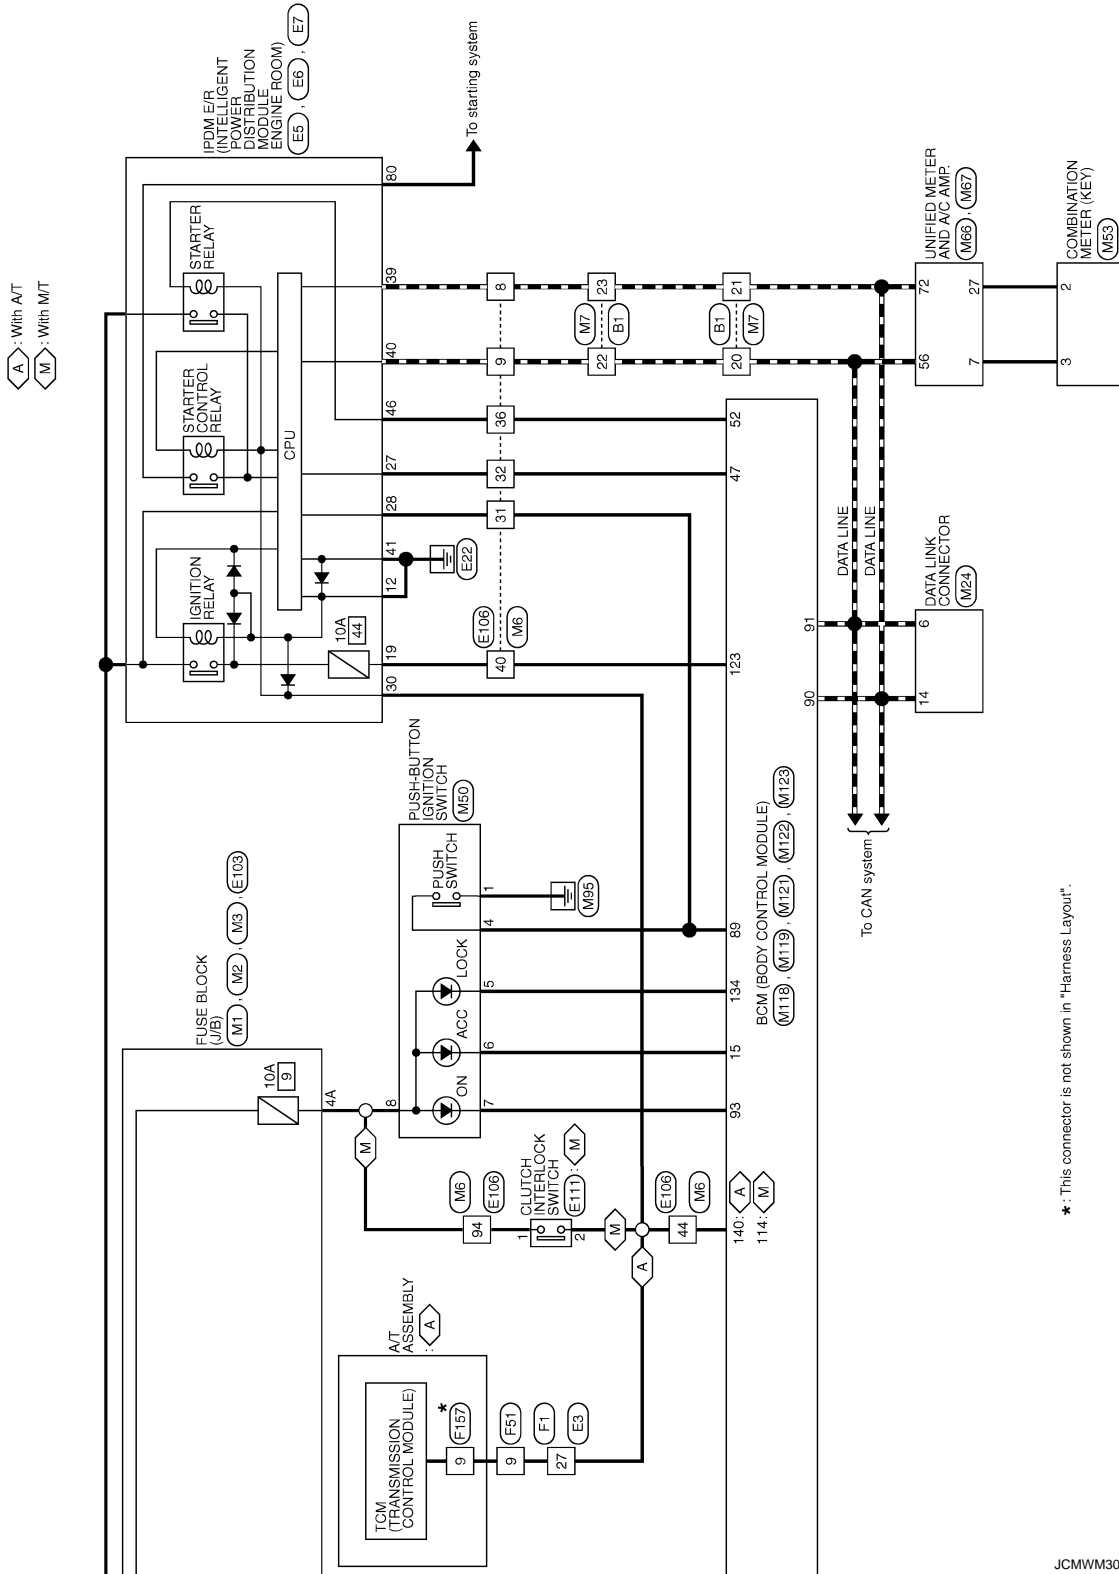 A : With A/T
M : With M/T
IPDM E/R
(INTELLIGENT
POWER
DISTRIBUTION
MODULE
ENGINE ROOM)
E5 , E6 , E7
IGNITION
RELAY
STARTER
CONTROL
RELAY
STARTER
RELAY
CPU
10A
44
30
19
12
41
28
27
46
40
39
80
To starting system
E22
E106
M6
40
31
32
36
9
8
22
23
M7
B1
20
21
B1
M7
123
47
52
FUSE BLOCK
(J/B)
M1 , M2 , M3 , E103
10A
9
4A
PUSH-BUTTON
IGNITION
SWITCH
M50
8
ON
ACC
LOCK
PUSH
SWITCH
7
6
5
4
1
M95
M
M6
E106
94
CLUTCH
INTERLOCK
SWITCH
E111 : M
1
2
M
A
E106
M6
44
140: A
114: M
93
15
134
89
BCM (BODY CONTROL MODULE)
M118 , M119 , M121 , M122 , M123
90
91
A/T
ASSEMBLY
: A
TCM
(TRANSMISSION
CONTROL MODULE)
*
F157
9
F51
9
F1
27
E3
DATA LINE
DATA LINE
To CAN system
DATA LINK
CONNECTOR
M24
14
6
UNIFIED METER
AND A/C AMP.
M66 , M67
56
72
7
27
COMBINATION
METER (KEY)
M53
3
2
* : This connector is not shown in "Harness Layout".
JCMWM30